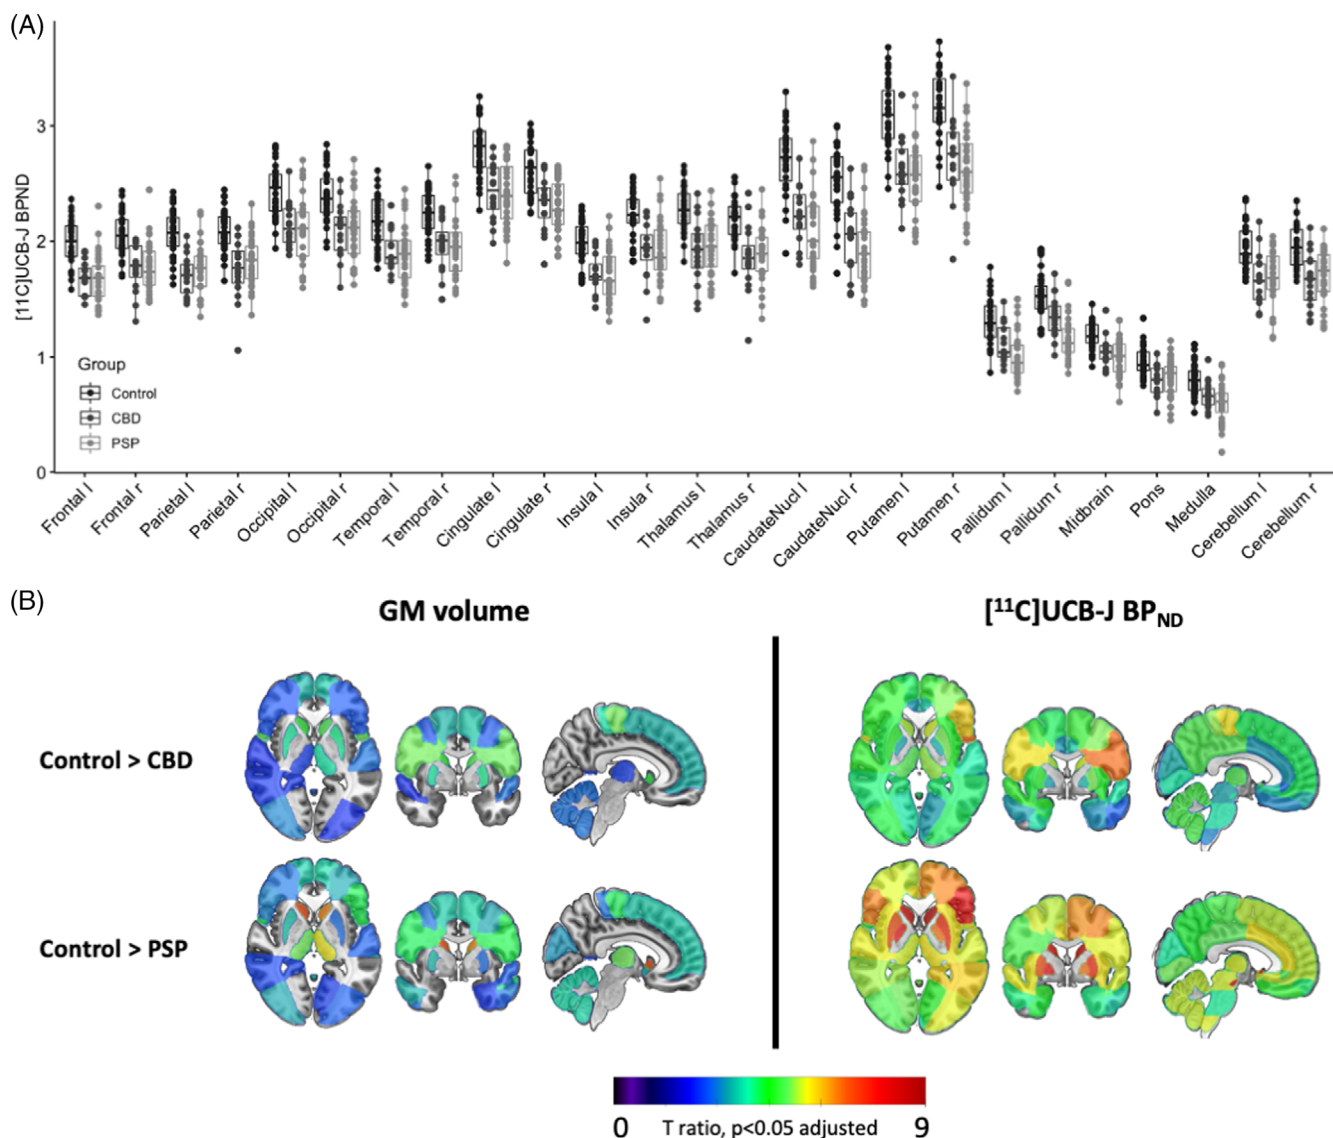 (A)
[11C]UCB-J BPND
3
2
1
0
Group
Control
CBD
PSP
Frontal l
Frontal r
Parietal l
Parietal r
Occipital l
Occipital r
Temporal l
Temporal r
Cingulate l
Cingulate r
Insula l
Insula r
Thalamus l
Thalamus r
CaudateNucl l
CaudateNucl r
Putamen l
Putamen r
Pallidum l
Pallidum r
Midbrain
Pons
Medulla
Cerebellum l
Cerebellum r
(B)
GM volume
[¹¹C]UCB-J BP_ND
Control > CBD
Control > PSP
0 T ratio, p<0.05 adjusted 9